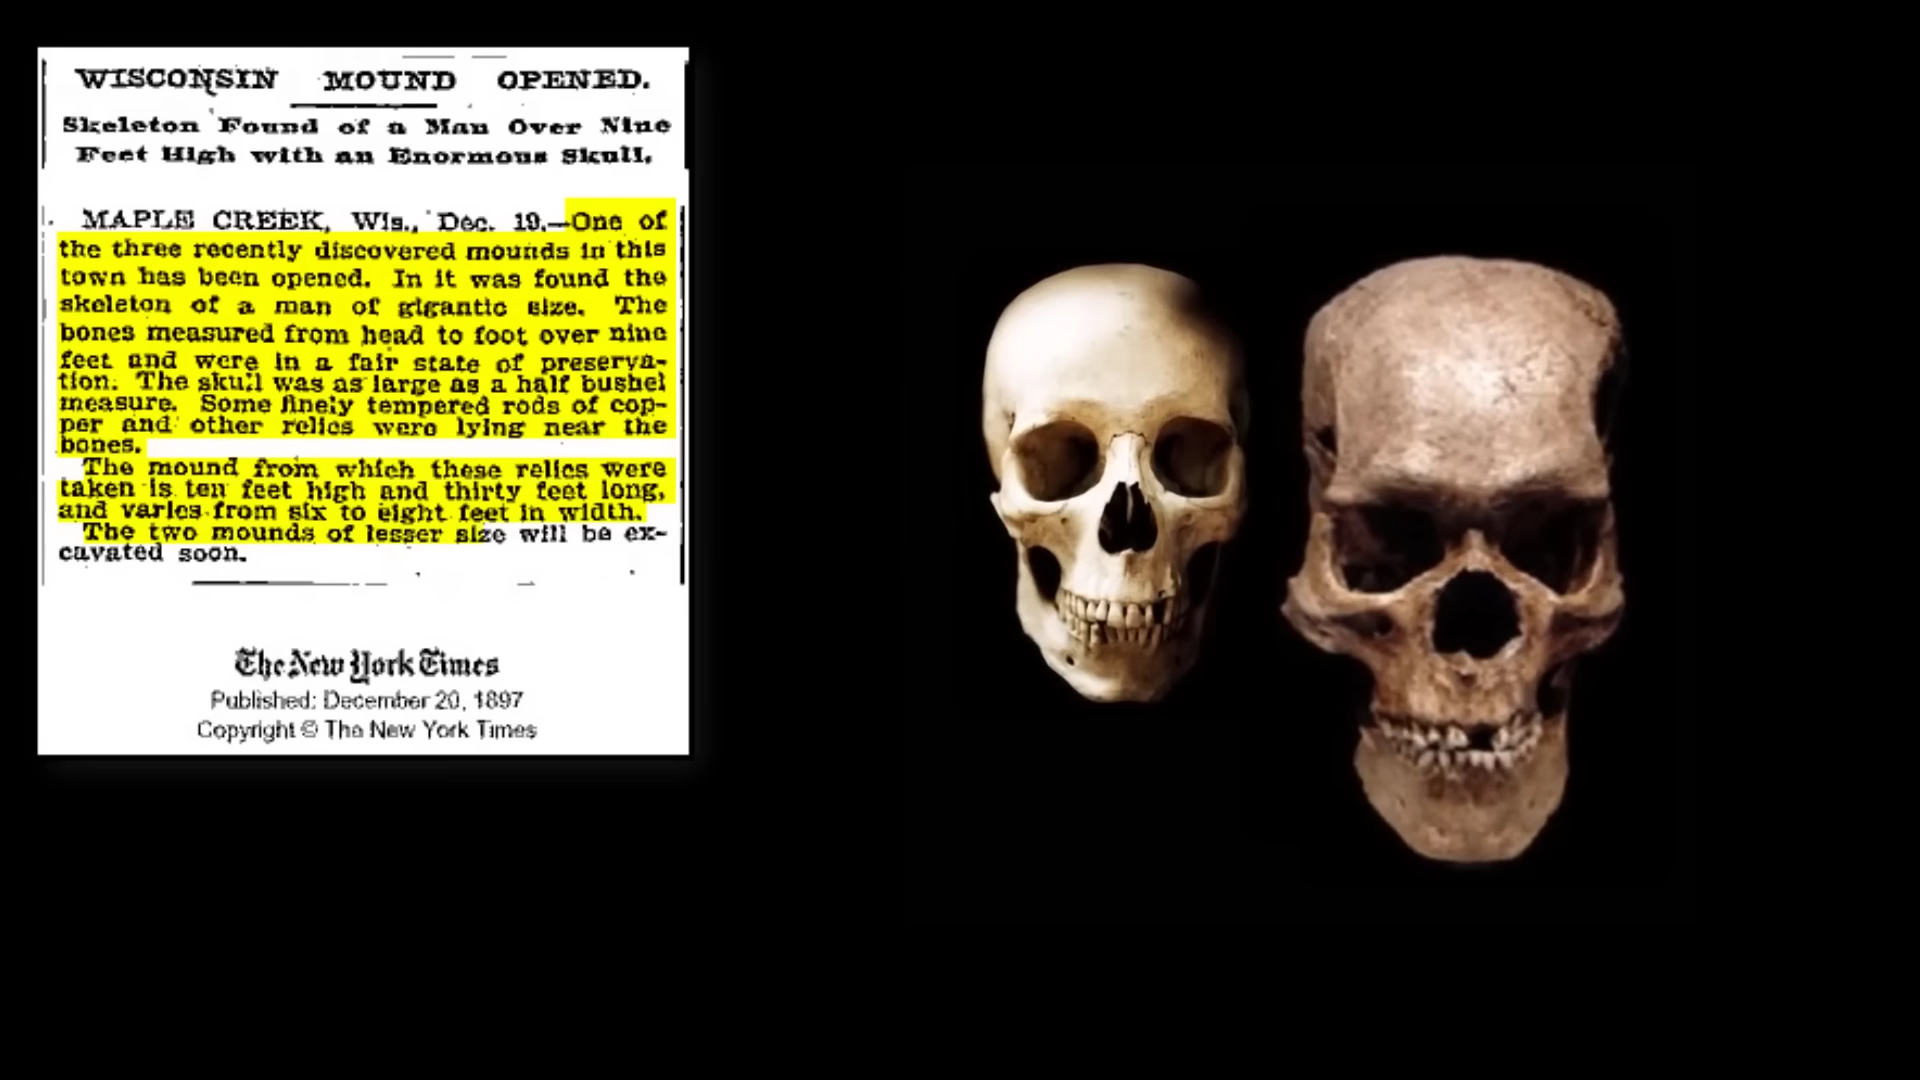 WISCONSIN MOUND OPENED.
Skeleton Found of a Man Over Nine
Feet High with an Enormous Skull.
MAPLE CREEK, Wis., Dec. 19.—One of
the three recently discovered mounds in this
town has been opened. In it was found the
skeleton of a man of gigantic size. The
bones measured from head to foot over nine
feet and were in a fair state of preserva-
tion. The skull was as large as a half bushel
measure. Some finely tempered rods of cop-
per and other relics were lying near the
bones.
The mound from which these relics were
taken is ten feet high and thirty feet long,
and varies from six to eight feet in width.
The two mounds of lesser size will be ex-
cavated soon.
The New York Times
Published: December 20, 1897
Copyright © The New York Times